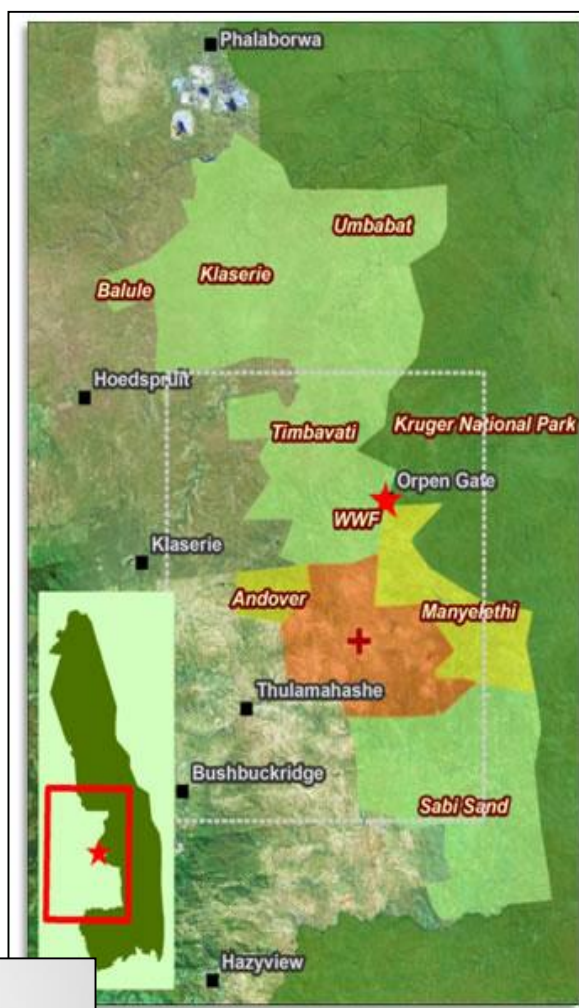 Phalaborwa
Umbabat
Klaserie
Balule
Hoedspruit
Timbavati
Kruger National Park
Orpen Gate
WWF
Klaserie
Andover
Manyelethi
Thulamahashe
Bushbuckridge
Sabi Sand
Hazyview